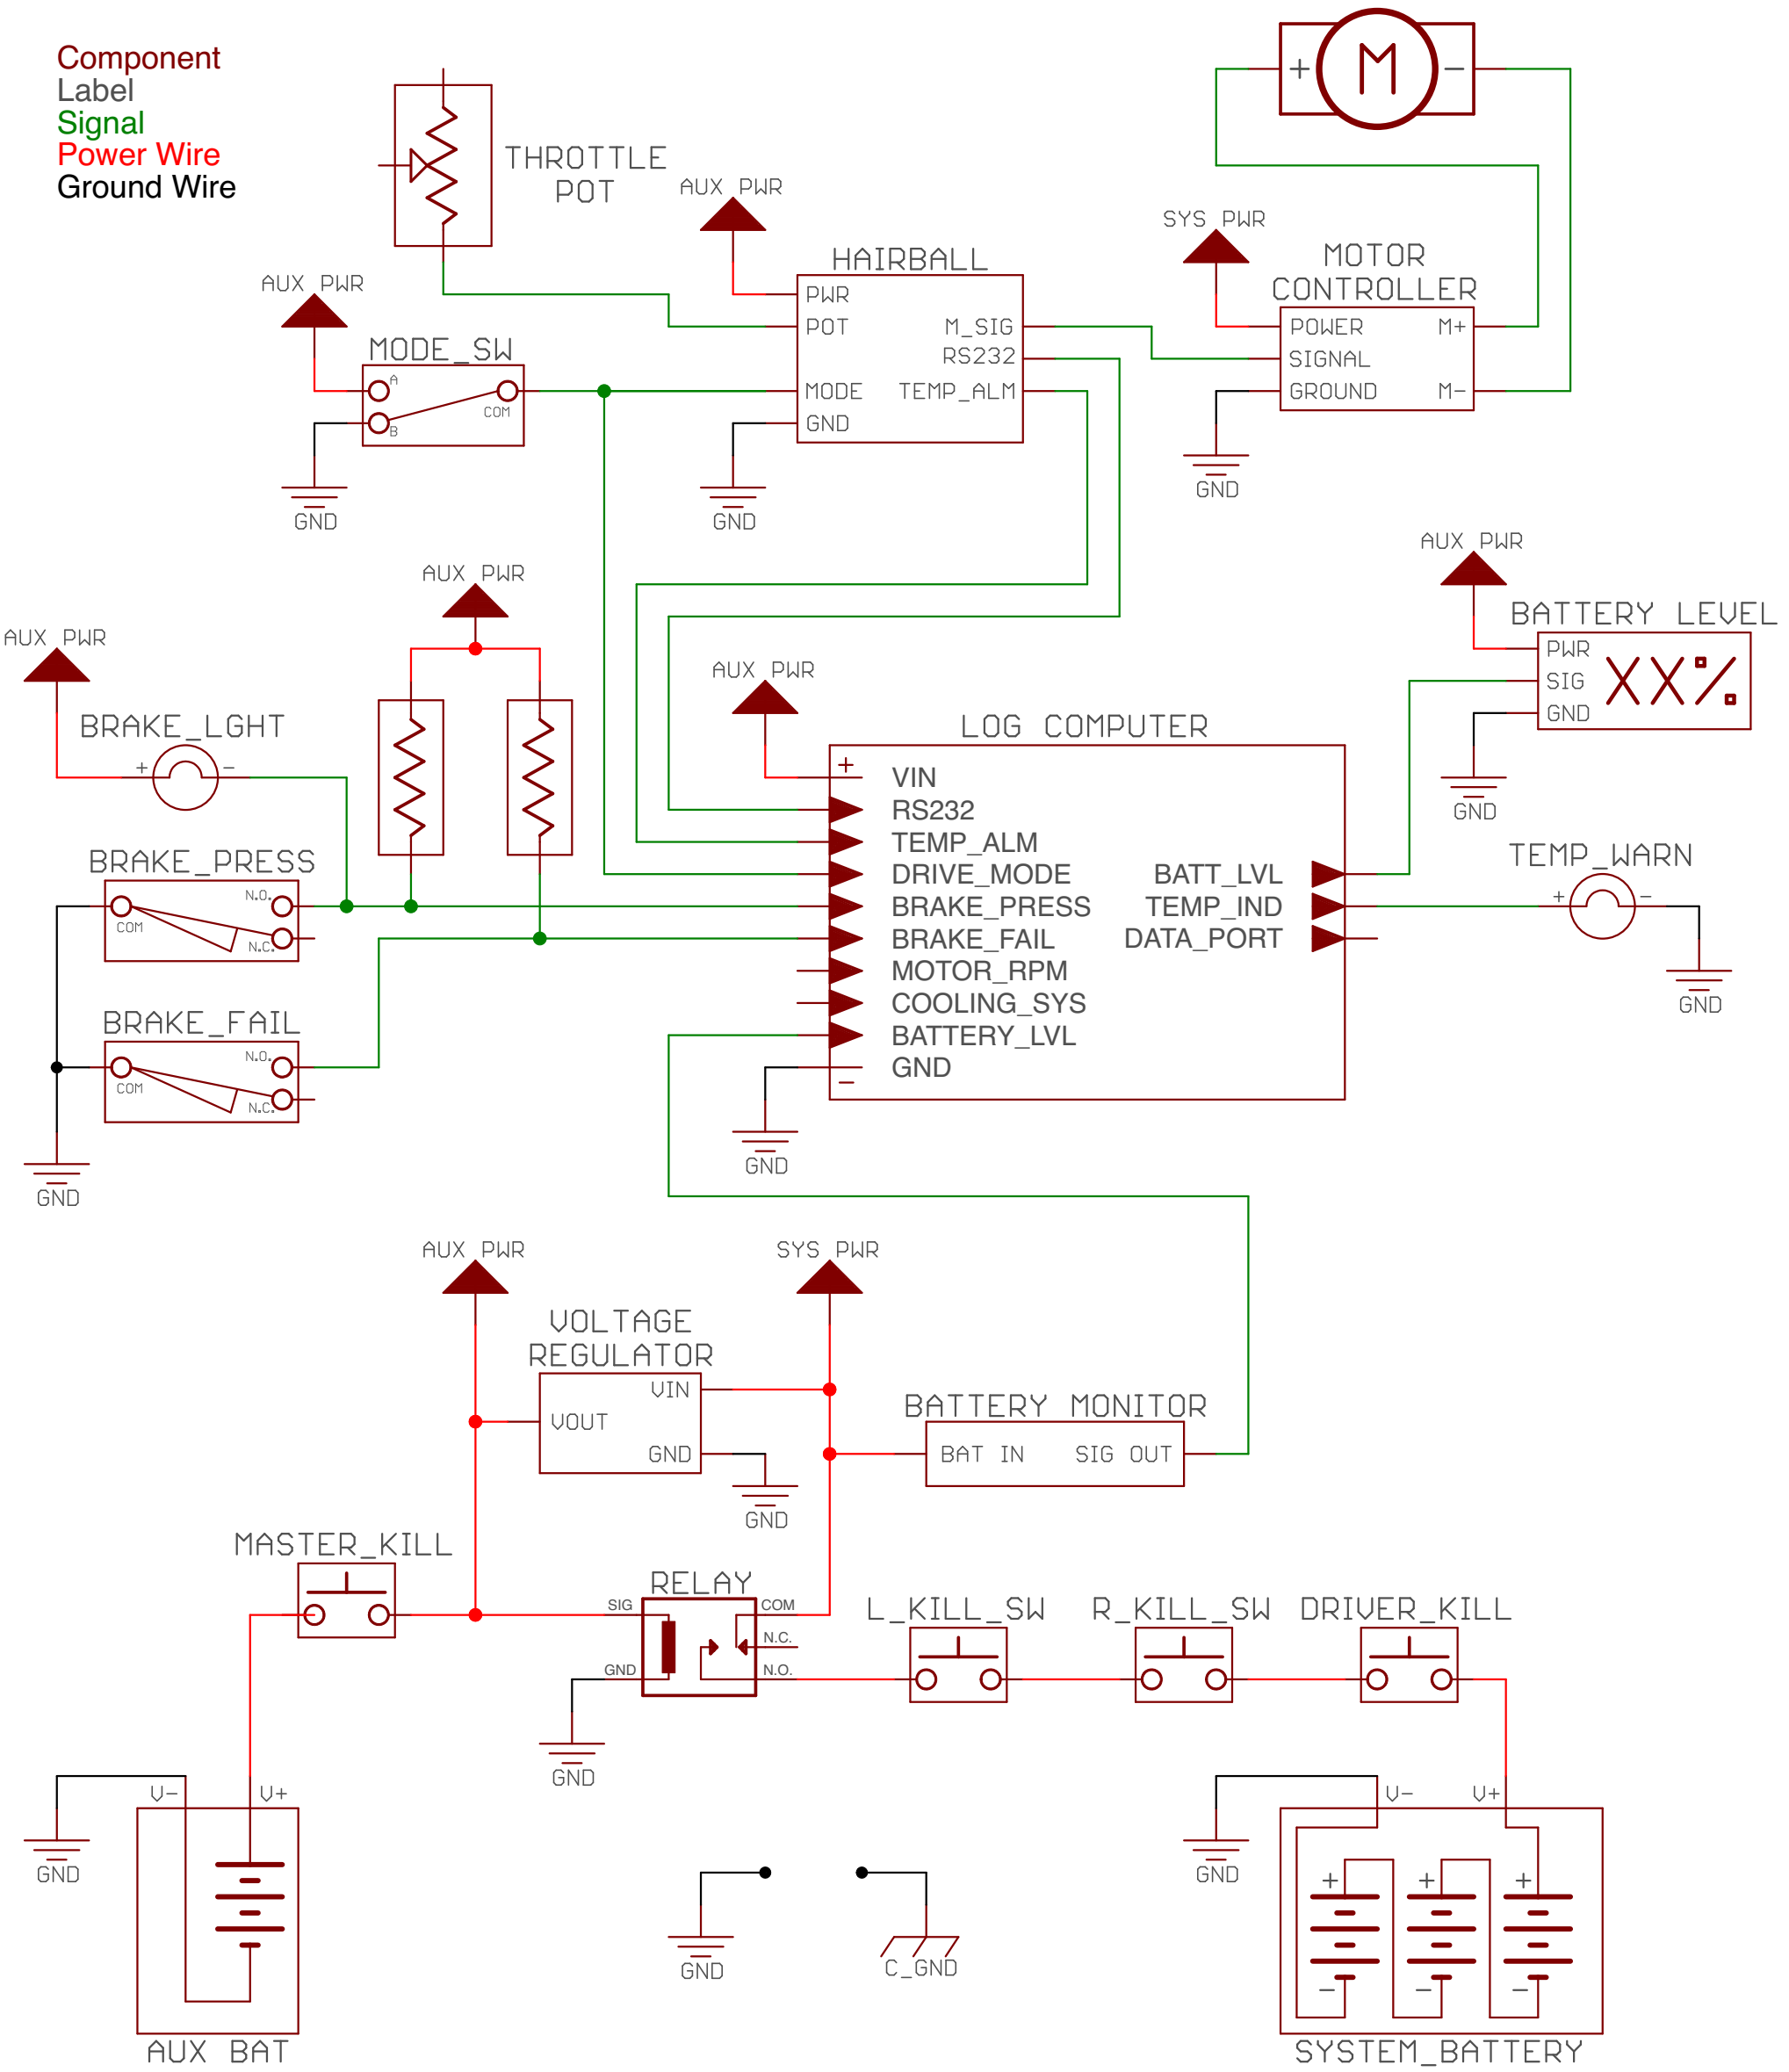 Component
Label
Signal
Power Wire
Ground Wire
THROTTLE
POT
+ M −
AUX PWR
SYS PWR
HAIRBALL
MOTOR
CONTROLLER
PWR
POT
M_SIG
RS232
MODE
TEMP_ALM
GND
POWER
M+
SIGNAL
GROUND
M-
AUX PWR
MODE_SW
A
COM
B
GND
GND
GND
AUX PWR
AUX PWR
BATTERY LEVEL
PWR
SIG
GND
XX%
GND
AUX PWR
BRAKE_LGHT
+ −
BRAKE_PRESS
N.O.
COM
N.C.
BRAKE_FAIL
N.O.
COM
N.C.
GND
AUX PWR
LOG COMPUTER
+
VIN
RS232
TEMP_ALM
DRIVE_MODE
BATT_LVL
BRAKE_PRESS
TEMP_IND
BRAKE_FAIL
DATA_PORT
MOTOR_RPM
COOLING_SYS
BATTERY_LVL
GND
−
GND
TEMP_WARN
+ −
GND
AUX PWR
SYS PWR
VOLTAGE
REGULATOR
VIN
VOUT
GND
GND
BATTERY MONITOR
BAT IN
SIG OUT
MASTER_KILL
RELAY
SIG
COM
N.C.
GND
N.O.
GND
L_KILL_SW
R_KILL_SW
DRIVER_KILL
V-
V+
GND
AUX BAT
GND
C_GND
V-
V+
GND
+ + +
− − −
SYSTEM_BATTERY